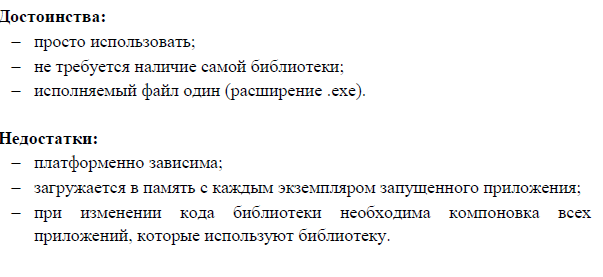 Достоинства:
– просто использовать;
– не требуется наличие самой библиотеки;
– исполняемый файл один (расширение .exe).
Недостатки:
– платформенно зависима;
– загружается в память с каждым экземпляром запущенного приложения;
– при изменении кода библиотеки необходима компоновка всех
приложений, которые используют библиотеку.